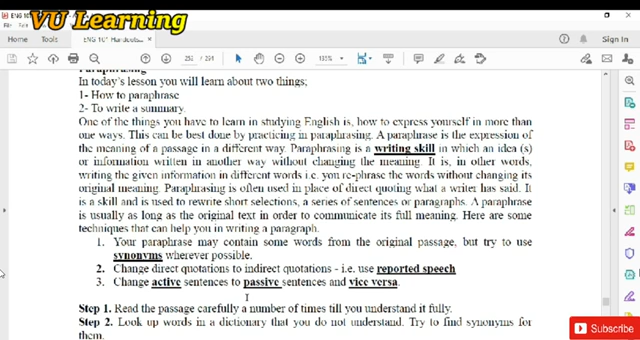 VU Learning
ENG 101 Handouts...
Home
Tools
Sign In
135%
Paraphrasing
In today's lesson you will learn about two things;
1- How to paraphrase
2- To write a summary.
One of the things you have to learn in studying English is, how to express yourself in more than
one ways. This can be best done by practicing in paraphrasing. A paraphrase is the expression of
the meaning of a passage in a different way. Paraphrasing is a writing skill in which an idea (s)
or information written in another way without changing the meaning. It is, in other words,
writing the given information in different words i.e. you re-phrase the words without changing its
original meaning. Paraphrasing is often used in place of direct quoting what a writer has said. It
is a skill and is used to rewrite short selections, a series of sentences or paragraphs. A paraphrase
is usually as long as the original text in order to communicate its full meaning. Here are some
techniques that can help you in writing a paragraph.
1. Your paraphrase may contain some words from the original passage, but try to use
synonyms wherever possible.
2. Change direct quotations to indirect quotations - i.e. use reported speech
3. Change active sentences to passive sentences and vice versa.
Step 1. Read the passage carefully a number of times till you understand it fully.
Step 2. Look up words in a dictionary that you do not understand. Try to find synonyms for
them.
Subscribe